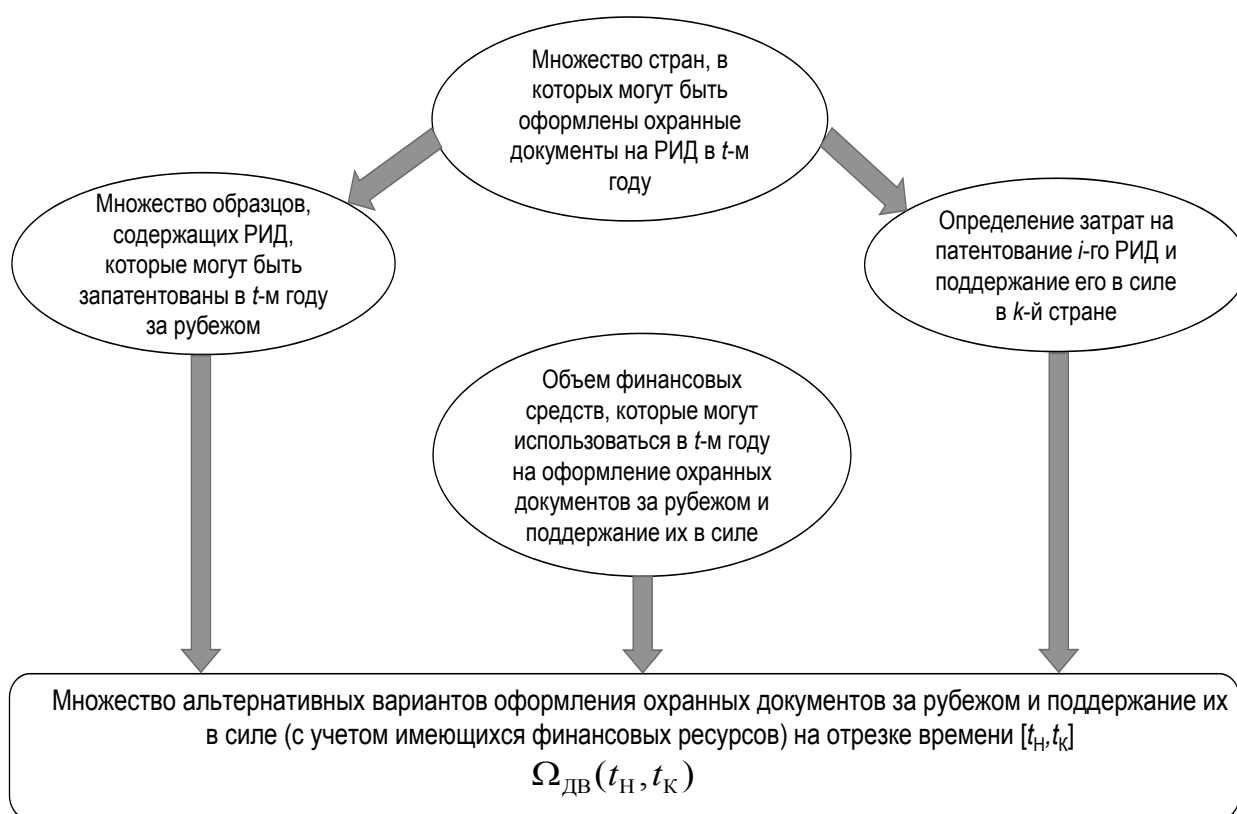 Множество стран, в
которых могут быть
оформлены охранные
документы на РИД в t-м
году
Множество образцов,
содержащих РИД,
которые могут быть
запатентованы в t-м году
за рубежом
Определение затрат на
патентование i-го РИД и
поддержание его в силе
в k-й стране
Объем финансовых
средств, которые могут
использоваться в t-м году
на оформление охранных
документов за рубежом и
поддержание их в силе
Множество альтернативных вариантов оформления охранных документов за рубежом и поддержание их
в силе (с учетом имеющихся финансовых ресурсов) на отрезке времени [tН,tК]
ΩДВ(tН,tК)